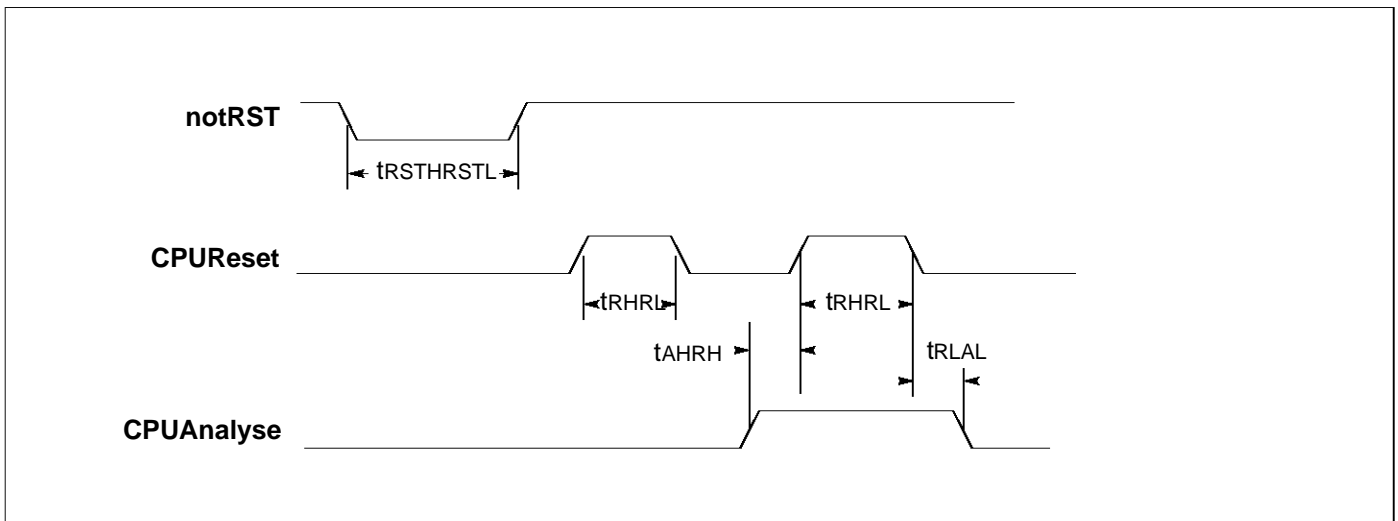 notRST
tRSTHRSTL
CPUReset
tRHRL
tRHRL
tAHRH
tRLAL
CPUAnalyse